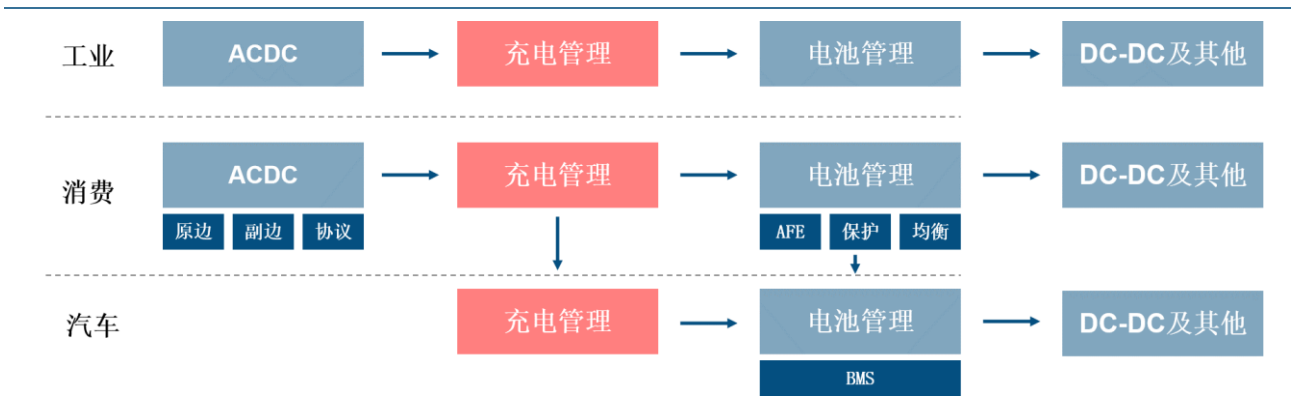 工业 ACDC 充电管理 电池管理 DC-DC及其他
消费 ACDC 充电管理 电池管理 DC-DC及其他
原边 副边 协议 AFE 保护 均衡
汽车 充电管理 电池管理 DC-DC及其他
BMS